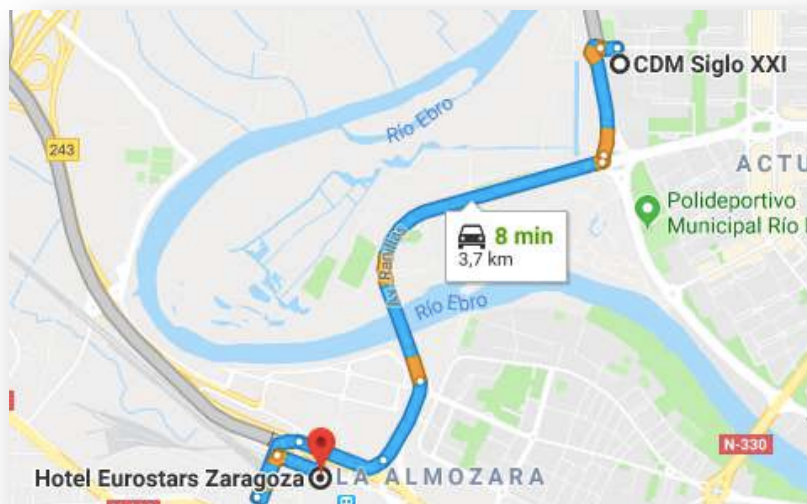 CDM Siglo XXI
Río Ebro
243
ACTU
Polideportivo
Municipal Río
8 min
3,7 km
Ranillas
Río Ebro
N-330
Hotel Eurostars Zaragoza
LA ALMOZARA